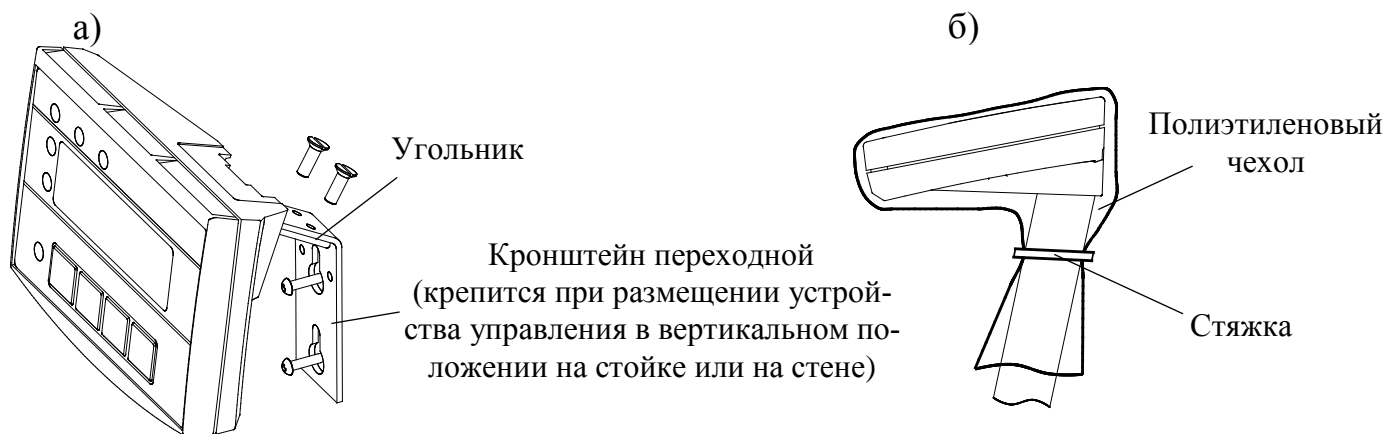 а)
Угольник
Кронштейн переходной
(крепится при размещении устрой-
ства управления в вертикальном по-
ложении на стойке или на стене)
б)
Полиэтиленовый
чехол
Стяжка